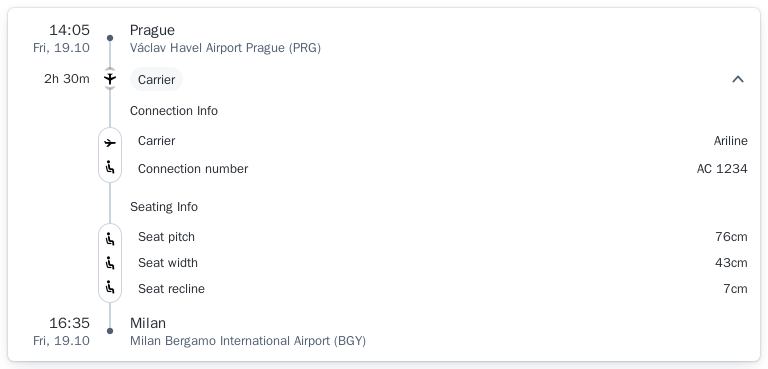 14:05 Prague
Fri, 19.10 Václav Havel Airport Prague (PRG)
2h 30m Carrier
Connection Info
Carrier Ariline
Connection number AC 1234
Seating Info
Seat pitch 76cm
Seat width 43cm
Seat recline 7cm
16:35 Milan
Fri, 19.10 Milan Bergamo International Airport (BGY)